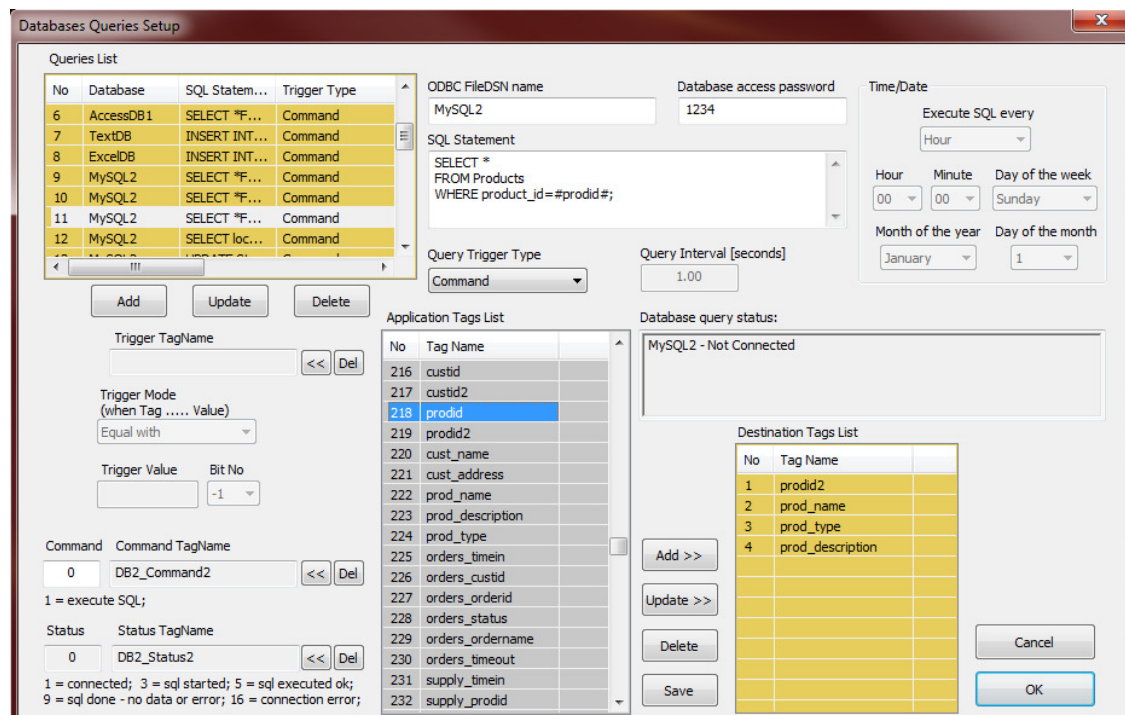 Databases Queries Setup
Queries List
No Database SQL Statem... Trigger Type
6 AccessDB1 SELECT *F... Command
7 TextDB INSERT INT... Command
8 ExcelDB INSERT INT... Command
9 MySQL2 SELECT *F... Command
10 MySQL2 SELECT *F... Command
11 MySQL2 SELECT *F... Command
12 MySQL2 SELECT loc... Command
Add Update Delete
ODBC FileDSN name
MySQL2
Database access password
1234
SQL Statement
SELECT *
FROM Products
WHERE product_id=#prodid#;
Query Trigger Type
Command
Query Interval [seconds]
1.00
Time/Date
Execute SQL every
Hour
Hour Minute Day of the week
00 00 Sunday
Month of the year Day of the month
January 1
Trigger TagName
<< Del
Trigger Mode
(when Tag ..... Value)
Equal with
Trigger Value Bit No
-1
Command Command TagName
0 DB2_Command2 << Del
1 = execute SQL;
Status Status TagName
0 DB2_Status2 << Del
1 = connected; 3 = sql started; 5 = sql executed ok;
9 = sql done - no data or error; 16 = connection error;
Application Tags List
No Tag Name
216 custid
217 custid2
218 prodid
219 prodid2
220 cust_name
221 cust_address
222 prod_name
223 prod_description
224 prod_type
225 orders_timein
226 orders_custid
227 orders_orderid
228 orders_status
229 orders_ordername
230 orders_timeout
231 supply_timein
232 supply_prodid
Database query status:
MySQL2 - Not Connected
Add >>
Update >>
Delete
Save
Destination Tags List
No Tag Name
1 prodid2
2 prod_name
3 prod_type
4 prod_description
Cancel
OK